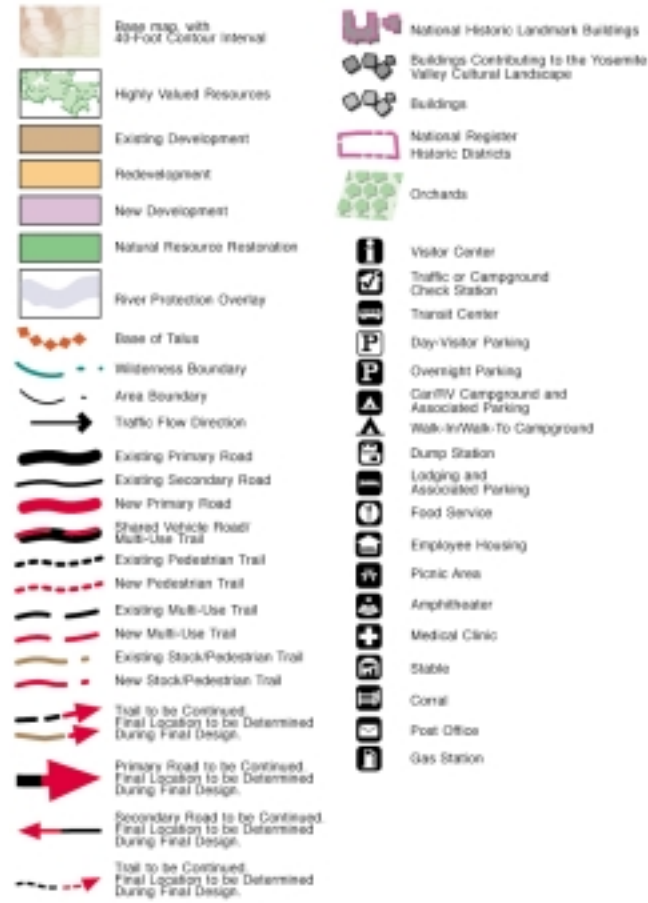 Base map, with
40-Foot Contour Interval
Highly Valued Resources
Existing Development
Redevelopment
New Development
Natural Resource Restoration
River Protection Overlay
Base of Talus
Wilderness Boundary
Area Boundary
Traffic Flow Direction
Existing Primary Road
Existing Secondary Road
New Primary Road
Shared Vehicle Road/
Multi-Use Trail
Existing Pedestrian Trail
New Pedestrian Trail
Existing Multi-Use Trail
New Multi-Use Trail
Existing Stock/Pedestrian Trail
New Stock/Pedestrian Trail
Trail to be Continued.
Final Location to be Determined
During Final Design.
Primary Road to be Continued.
Final Location to be Determined
During Final Design.
Secondary Road to be Continued.
Final Location to be Determined
During Final Design.
Trail to be Continued.
Final Location to be Determined
During Final Design.
National Historic Landmark Buildings
Buildings Contributing to the Yosemite
Valley Cultural Landscape
Buildings
National Register
Historic Districts
Orchards
Visitor Center
Traffic or Campground
Check Station
Transit Center
P Day-Visitor Parking
P Overnight Parking
Car/RV Campground and
Associated Parking
Walk-In/Walk-To Campground
Dump Station
Lodging and
Associated Parking
Food Service
Employee Housing
Picnic Area
Amphitheater
Medical Clinic
Stable
Corral
Post Office
Gas Station